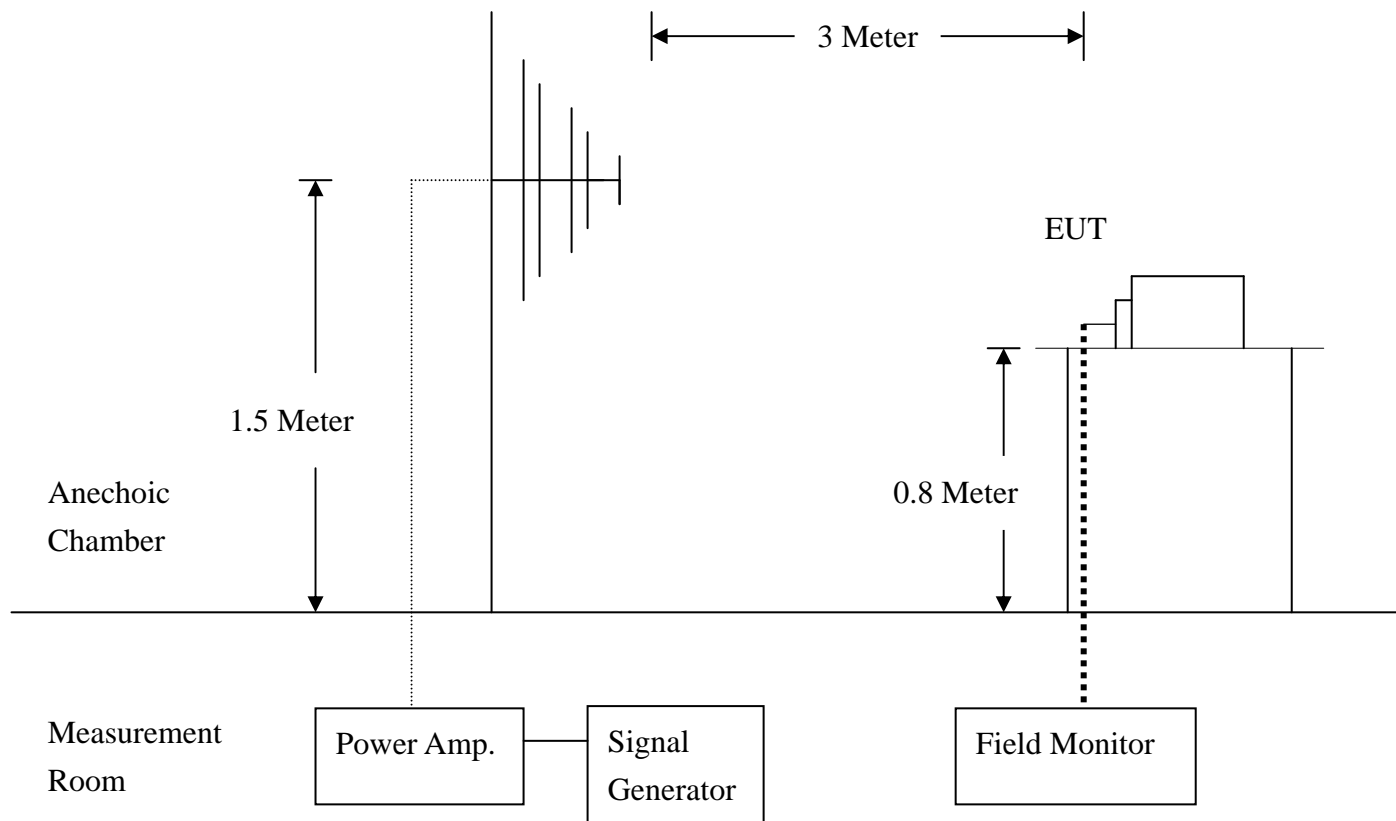 3 Meter
EUT
1.5 Meter
0.8 Meter
Anechoic
Chamber
Measurement
Room
Power Amp.
Signal
Generator
Field Monitor